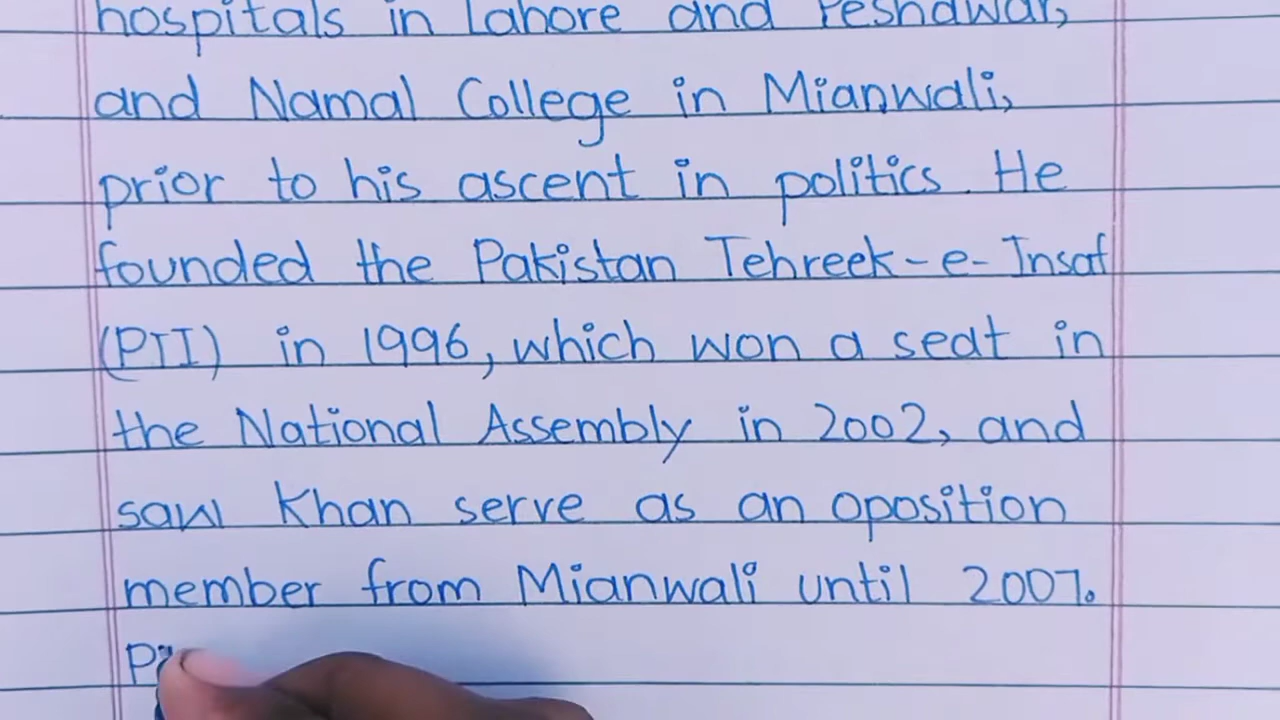 hospitals in Lahore and Peshawar,
and Namal College in Mianwali,
prior to his ascent in politics. He
founded the Pakistan Tehreek-e-Insaf
(PTI) in 1996, which won a seat in
the National Assembly in 2002, and
saw Khan serve as an oposition
member from Mianwali until 2007.